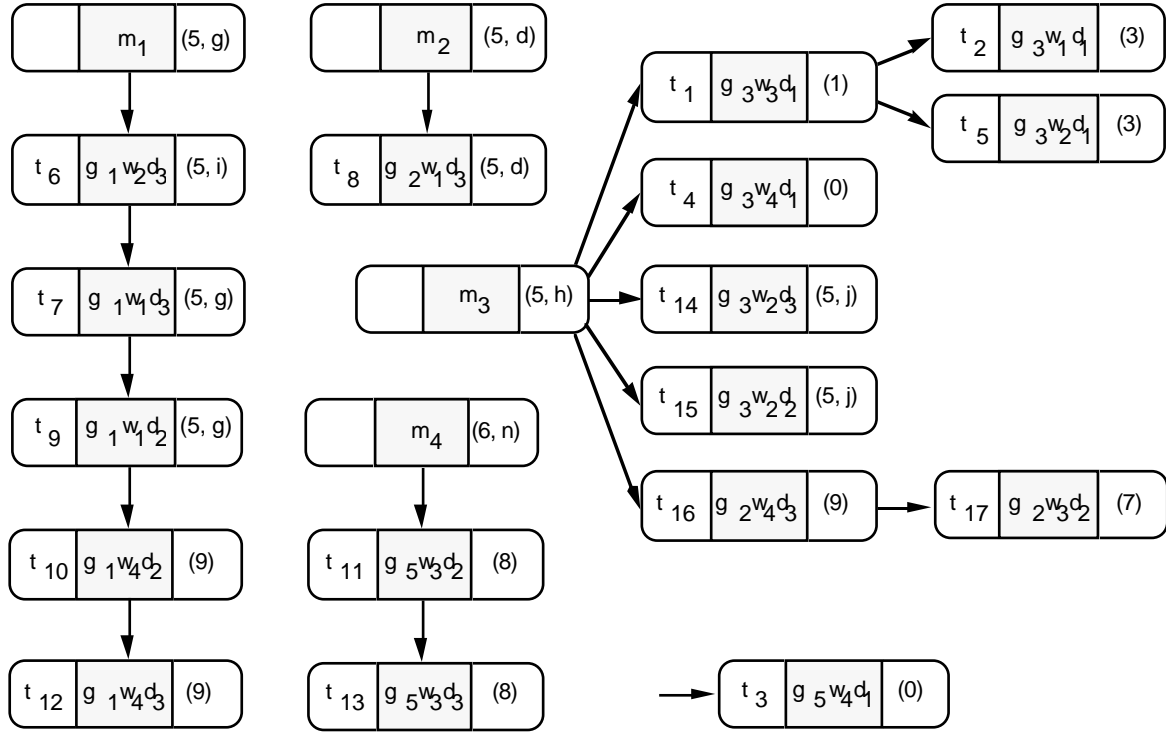 m1 (5, g)
m2 (5, d)
t2 g3w1d1 (3)
t1 g3w3d1 (1)
t5 g3w2d1 (3)
t6 g1w2d3 (5, i)
t8 g2w1d3 (5, d)
t4 g3w4d1 (0)
t7 g1w1d3 (5, g)
m3 (5, h)
t14 g3w2d3 (5, j)
t9 g1w1d2 (5, g)
m4 (6, n)
t15 g3w2d2 (5, j)
t16 g2w4d3 (9)
t17 g2w3d2 (7)
t10 g1w4d2 (9)
t11 g5w3d2 (8)
t12 g1w4d3 (9)
t13 g5w3d3 (8)
t3 g5w4d1 (0)